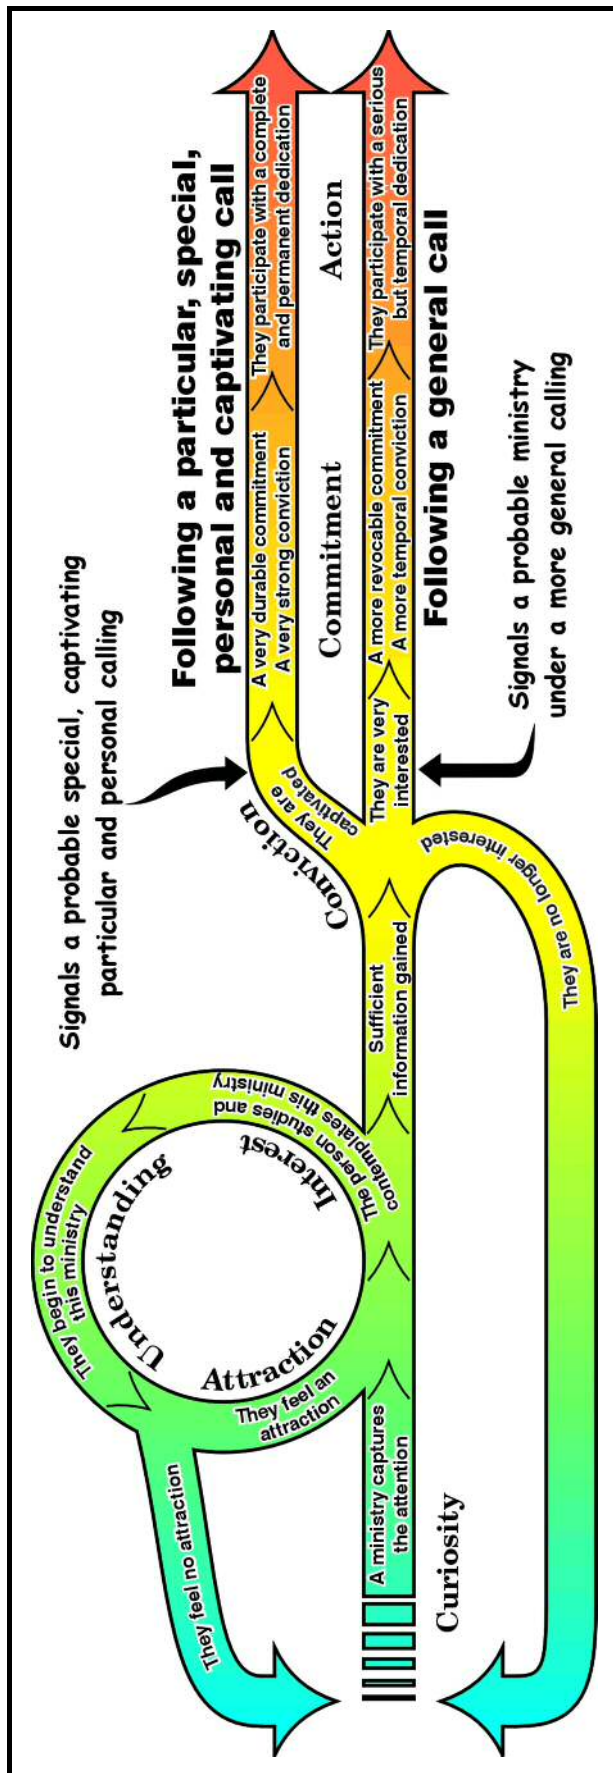 A ministry captures
the attention
Curiosity
They feel no attraction
They feel an
attraction
Attraction
They begin to understand
this ministry
Understanding
The person studies and
contemplates this ministry
Interest
Sufficient
information gained
Conviction
They are
captivated
They are very
interested
They are no longer interested
Signals a probable special, captivating
particular and personal calling
Following a particular, special,
personal and captivating call
A very durable commitment
A very strong conviction
They participate with a complete
and permanent dedication
Commitment
Action
A more revocable commitment
A more temporal conviction
They participate with a serious
but temporal dedication
Following a general call
Signals a probable ministry
under a more general calling